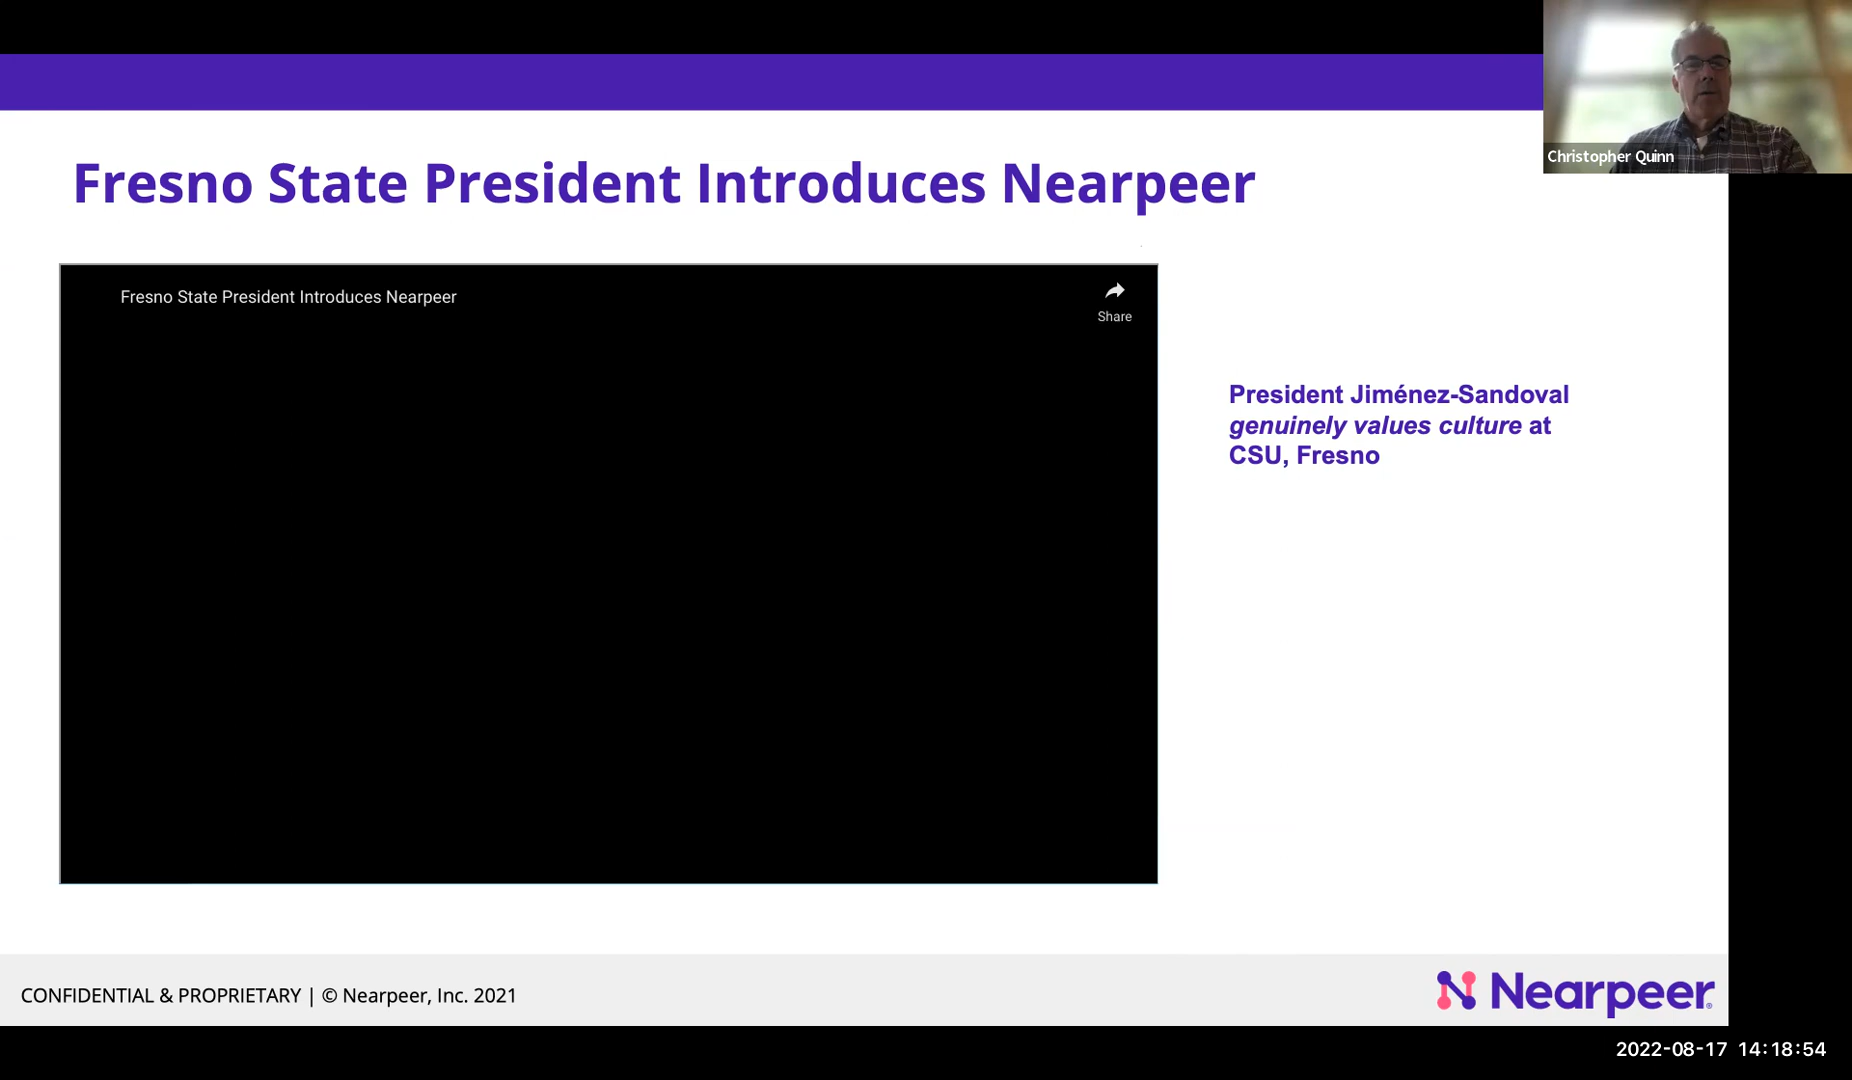 Christopher Quinn
Fresno State President Introduces Nearpeer
Fresno State President Introduces Nearpeer
Share
President Jiménez-Sandoval
genuinely values culture at
CSU, Fresno
CONFIDENTIAL & PROPRIETARY | © Nearpeer, Inc. 2021
Nearpeer®
2022-08-17 14:18:54